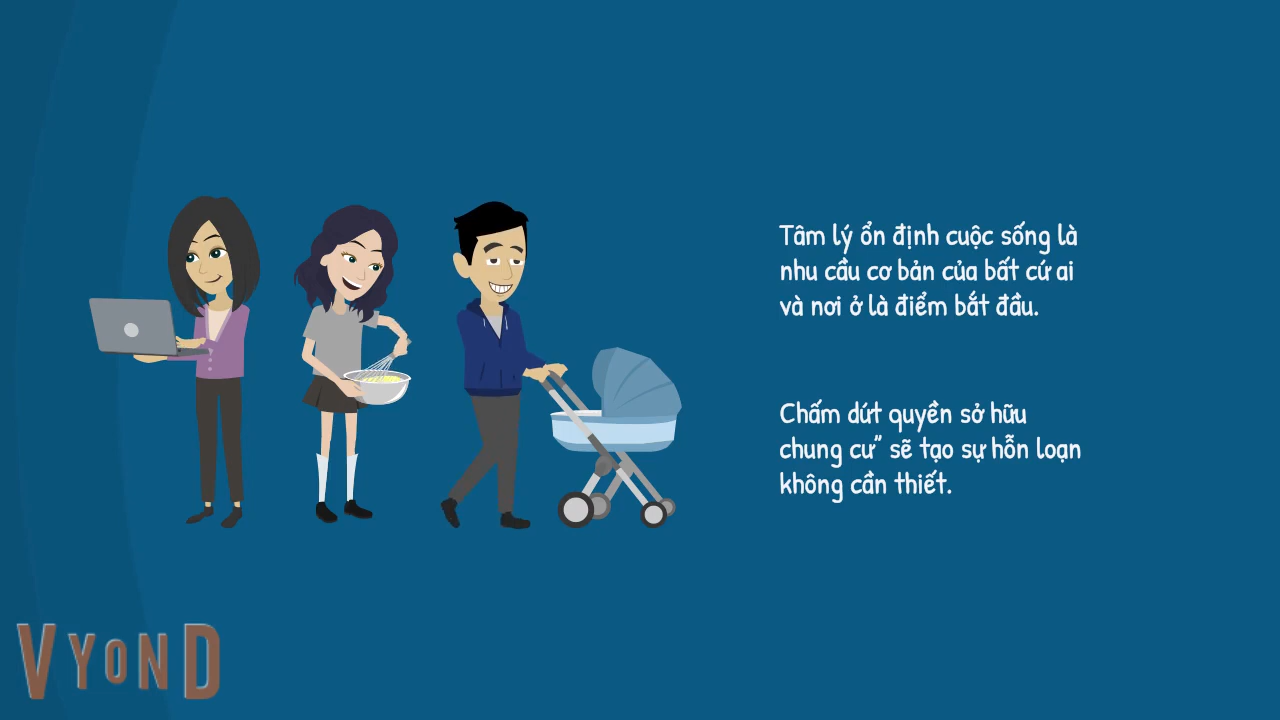 Tâm lý ổn định cuộc sống là
nhu cầu cơ bản của bất cứ ai
và nơi ở là điểm bắt đầu.
Chấm dứt quyền sở hữu
chung cư” sẽ tạo sự hỗn loạn
không cần thiết.
VYOND